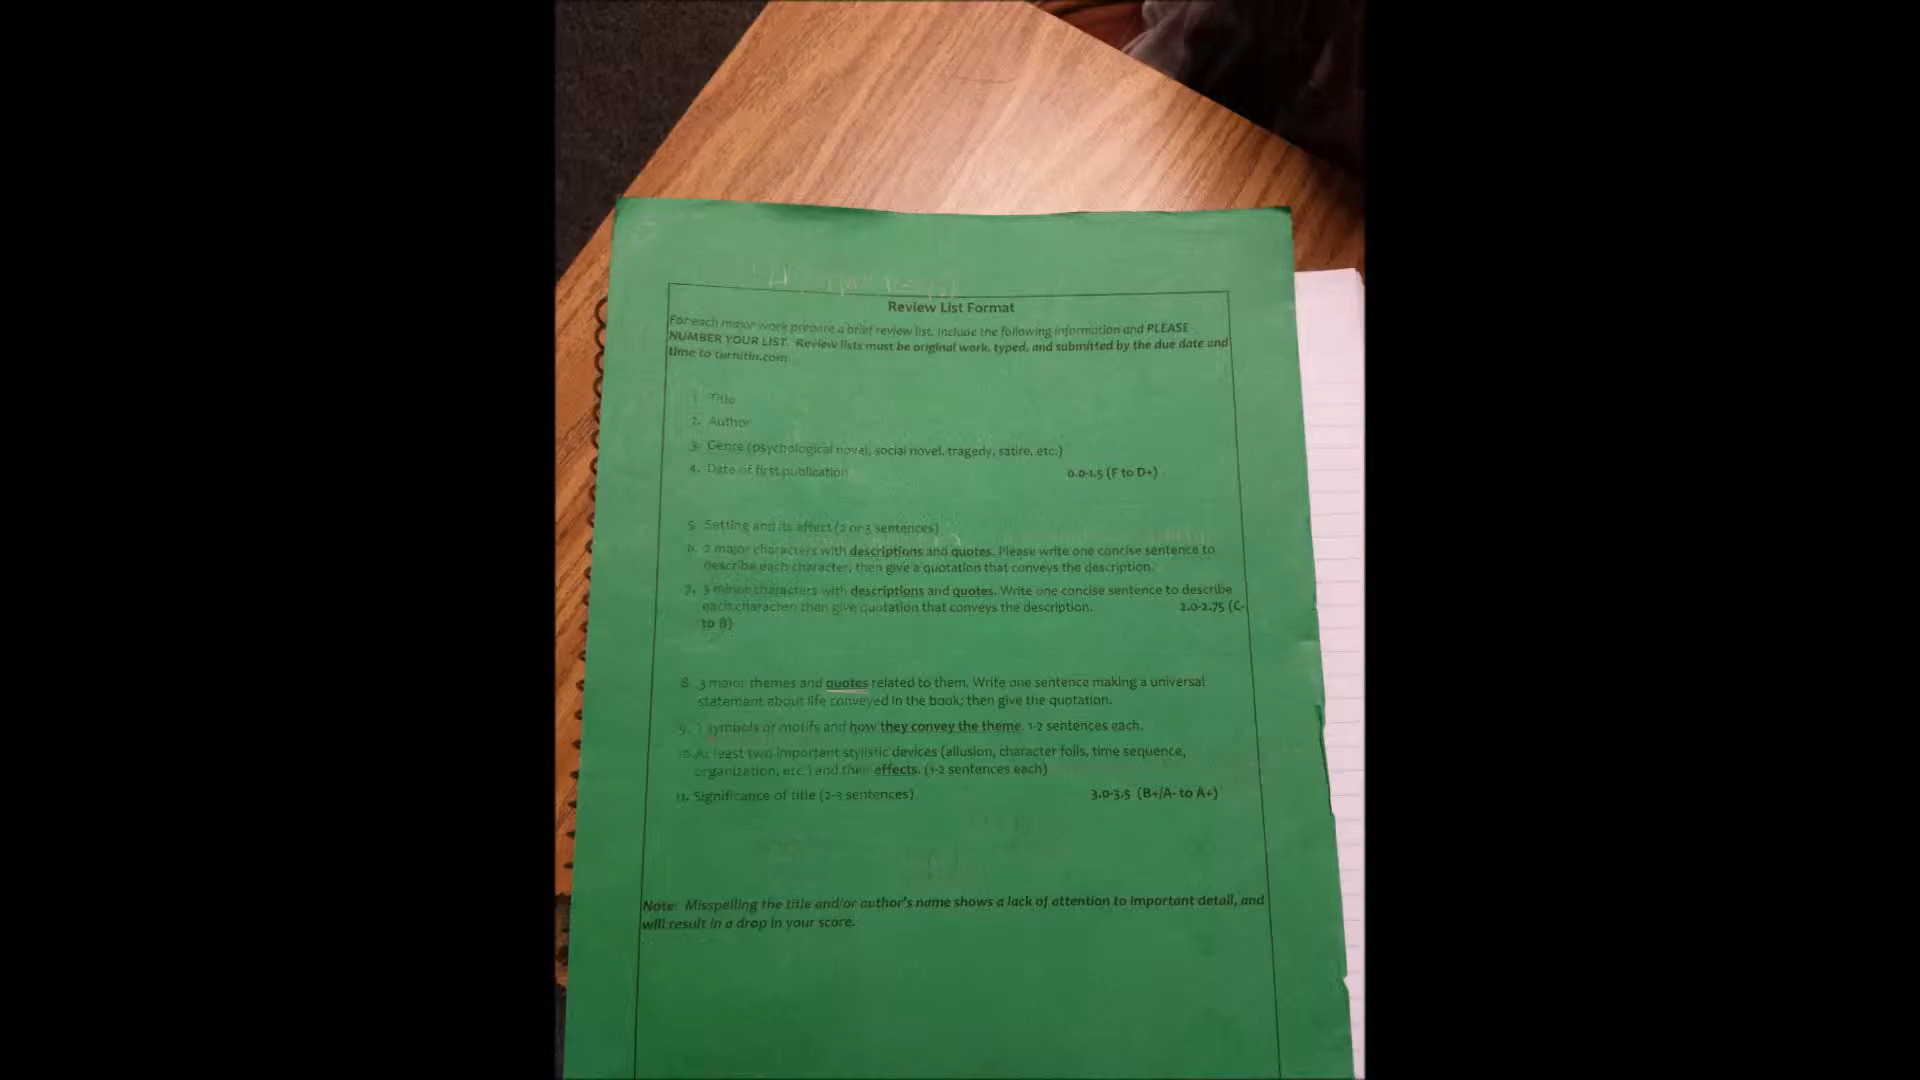 Review List Format
For each major work prepare a brief review list. Include the following information and PLEASE
NUMBER YOUR LIST. Review lists must be original work, typed, and submitted by the due date and
time to turnitin.com.
1. Title
2. Author
3. Genre (psychological novel, social novel, tragedy, satire, etc.)
4. Date of first publication 0.0-1.5 (F to D+)
5. Setting and its effect (2 or 3 sentences)
6. 2 major characters with descriptions and quotes. Please write one concise sentence to
describe each character, then give a quotation that conveys the description.
7. 3 minor characters with descriptions and quotes. Write one concise sentence to describe
each character, then give quotation that conveys the description. 2.0-2.75 (C-
to B)
8. 3 major themes and quotes related to them. Write one sentence making a universal
statement about life conveyed in the book; then give the quotation.
9. symbols or motifs and how they convey the theme. 1-2 sentences each.
10. At least two important stylistic devices (allusion, character foils, time sequence,
organization, etc.) and their effects. (1-2 sentences each)
11. Significance of title (2-3 sentences) 3.0-3.5 (B+/A- to A+)
Note: Misspelling the title and/or author's name shows a lack of attention to important detail, and
will result in a drop in your score.